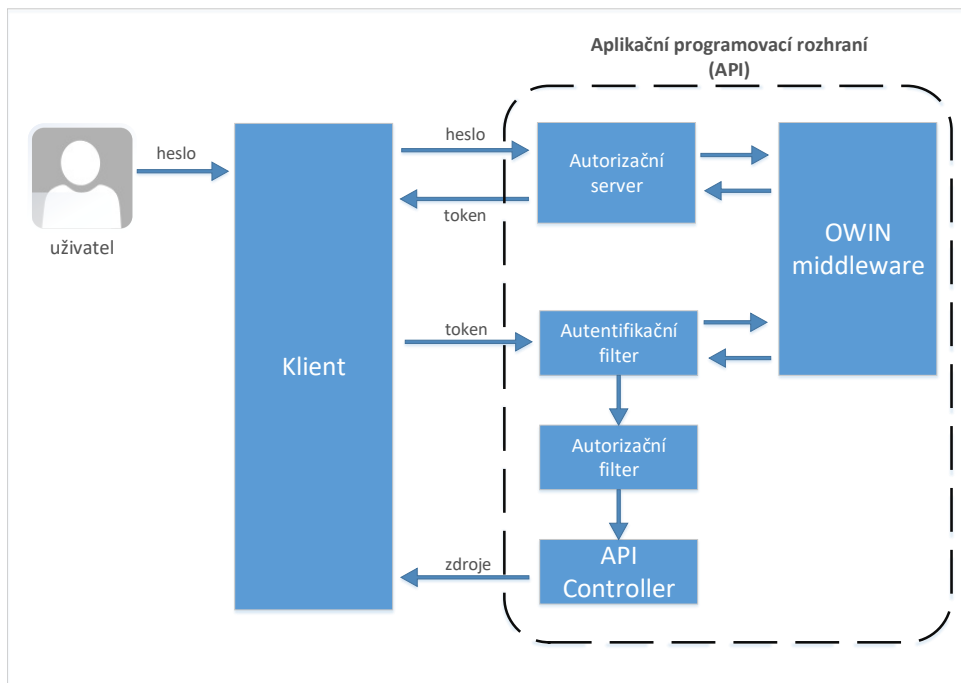 Aplikační programovací rozhraní
(API)
heslo
uživatel
Klient
heslo
token
Autorizační
server
OWIN
middleware
token
Autentifikační
filter
Autorizační
filter
zdroje
API
Controller